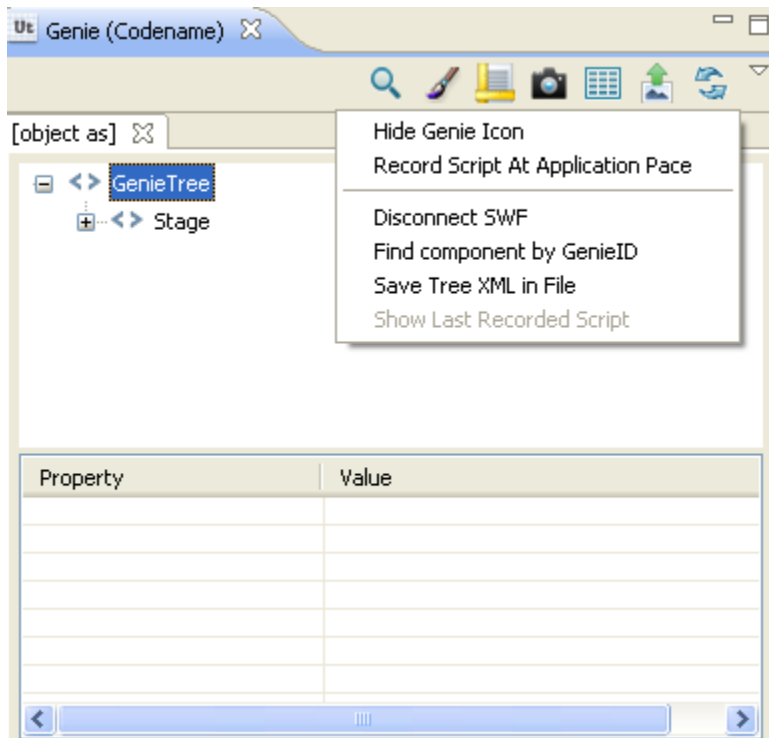 Ut Genie (Codename)
[object as]
Hide Genie Icon
Record Script At Application Pace
GenieTree
Stage
Disconnect SWF
Find component by GenieID
Save Tree XML in File
Show Last Recorded Script
Property Value